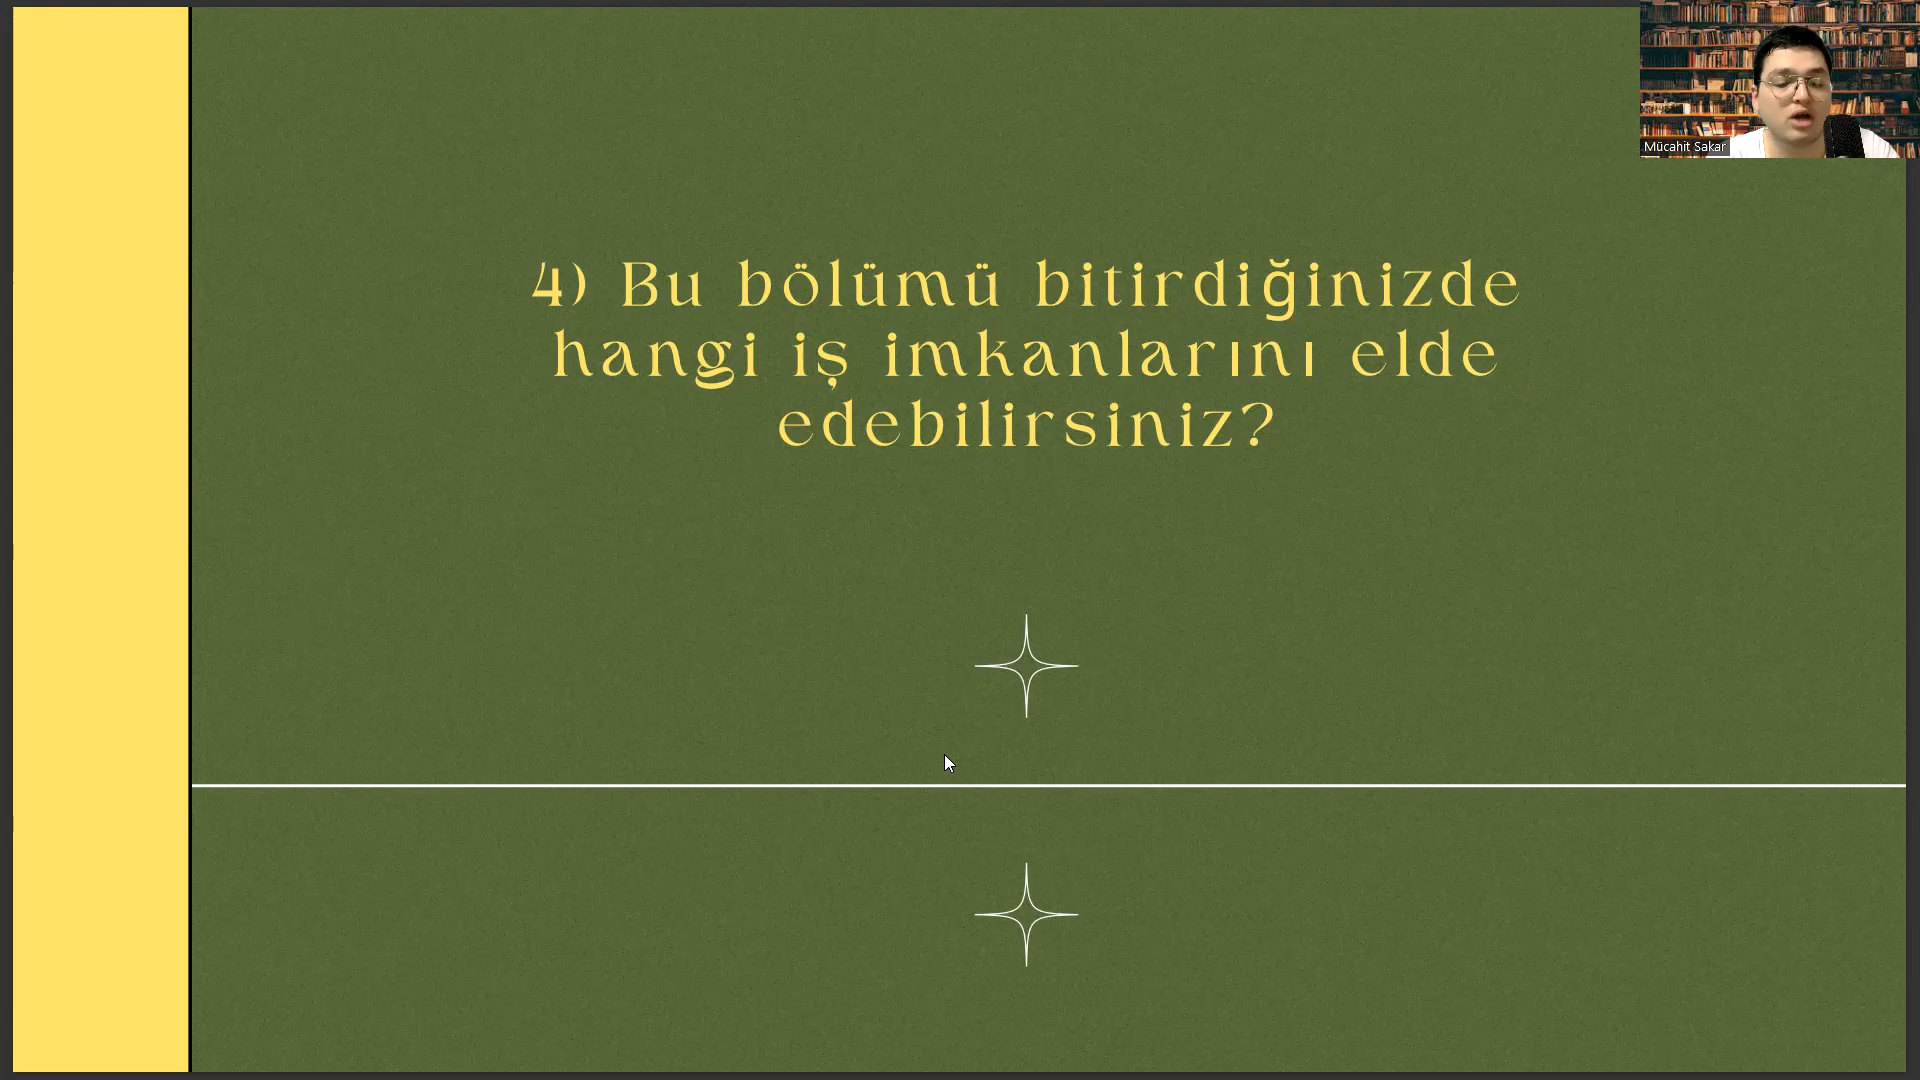 Mücahit Sakar
4) Bu bölümü bitirdiğinizde
hangi iş imkanlarını elde
edebilirsiniz?